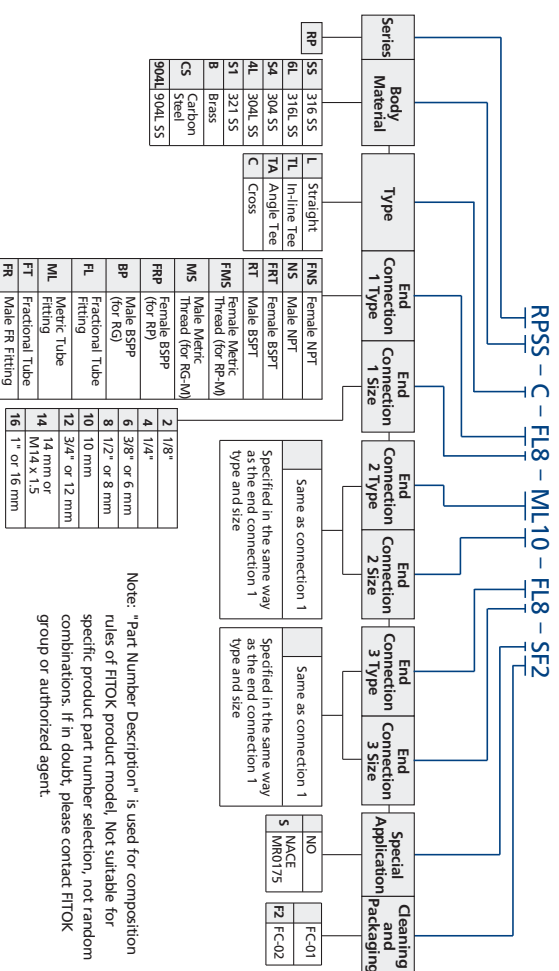 RPSS – C – FL8 – ML10 – FL8 – SF2
Series
Body
Material
Type
End
Connection
1 Type
End
Connection
1 Size
End
Connection
2 Type
End
Connection
2 Size
End
Connection
3 Type
End
Connection
3 Size
Special
Application
Cleaning
and
Packaging
RP
SS 316 SS
6L 316L SS
S4 304 SS
4L 304L SS
S1 321 SS
B Brass
CS Carbon
Steel
904L 904L SS
L Straight
TL In-line Tee
TA Angle Tee
C Cross
FNS Female NPT
NS Male NPT
FRT Female BSPT
RT Male BSPT
FMS Female Metric
Thread (for RP-M)
MS Male Metric
Thread (for RG-M)
FRP Female BSPP
(for RP)
BP Male BSPP
(for RG)
FL Fractional Tube
Fitting
ML Metric Tube
Fitting
FT Fractional Tube
FR Male FR Fitting
2 1/8"
4 1/4"
6 3/8" or 6 mm
8 1/2" or 8 mm
10 10 mm
12 3/4" or 12 mm
14 14 mm or
M14 x 1.5
16 1" or 16 mm
Same as connection 1
Specified in the same way
as the end connection 1
type and size
Same as connection 1
Specified in the same way
as the end connection 1
type and size
NO
S NACE
MR0175
FC-01
F2 FC-02
Note: "Part Number Description" is used for composition
rules of FITOK product model, Not suitable for
specific product part number selection, not random
combinations. If in doubt, please contact FITOK
group or authorized agent.